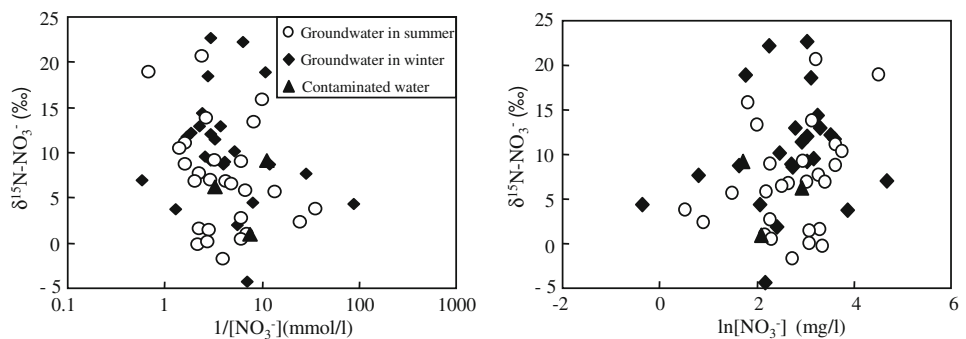 25
20
15
10
5
0
- 5
δ¹⁵N-NO₃⁻ (‰)
0.1 1 10 100 1000
1/[NO₃⁻](mmol/l)
Groundwater in summer
Groundwater in winter
Contaminated water
25
20
15
10
5
0
- 5
δ¹⁵N-NO₃⁻ (‰)
-2 0 2 4 6
ln[NO₃⁻] (mg/l)